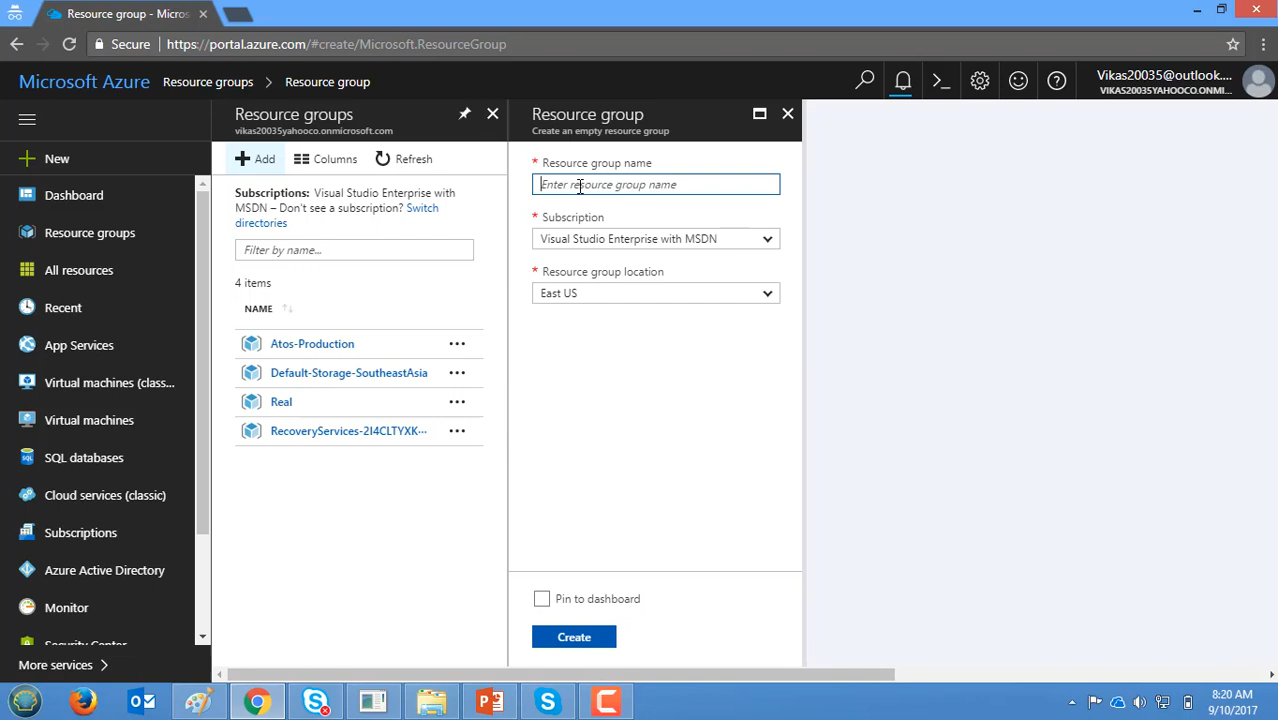 Resource group - Micros
Secure
https://portal.azure.com/#create/Microsoft.ResourceGroup
Microsoft Azure
Resource groups
Resource group
Vikas20035@outlook....
VIKAS20035YAHOOCO.ONMI...
New
Dashboard
Resource groups
All resources
Recent
App Services
Virtual machines (class...
Virtual machines
SQL databases
Cloud services (classic)
Subscriptions
Azure Active Directory
Monitor
Security Center
More services
Resource groups
vikas20035yahooco.onmicrosoft.com
Add
Columns
Refresh
Subscriptions: Visual Studio Enterprise with
MSDN – Don't see a subscription? Switch
directories
Filter by name...
4 items
NAME
Atos-Production
Default-Storage-SoutheastAsia
Real
RecoveryServices-2I4CLTYXK···
Resource group
Create an empty resource group
* Resource group name
Enter resource group name
* Subscription
Visual Studio Enterprise with MSDN
* Resource group location
East US
Pin to dashboard
Create
8:20 AM
9/10/2017